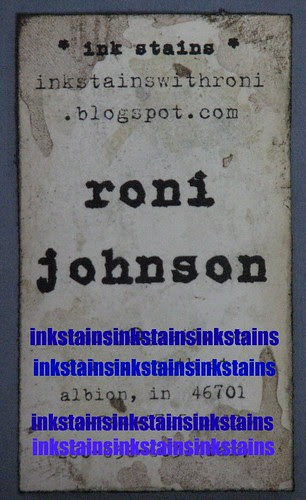 * ink stains *
inkstainswithroni
.blogspot.com
roni
johnson
inkstainsinkstainsinkstains
inkstainsinkstainsinkstains
albion, in 46701
inkstainsinkstainsinkstains
inkstainsinkstainsinkstains